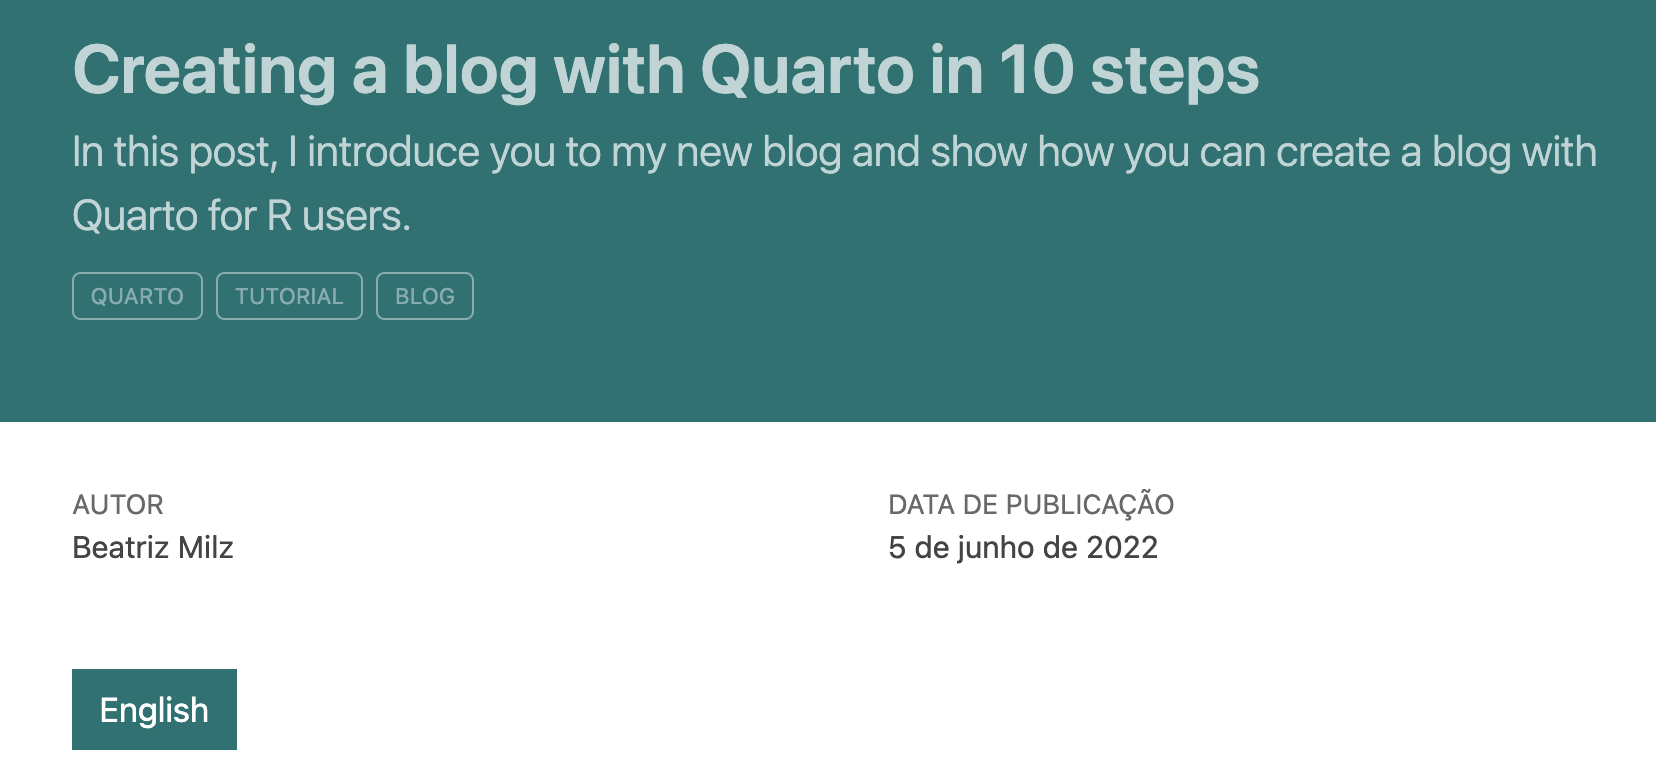 Creating a blog with Quarto in 10 steps
In this post, I introduce you to my new blog and show how you can create a blog with
Quarto for R users.
QUARTO TUTORIAL BLOG
AUTOR
Beatriz Milz
DATA DE PUBLICAÇÃO
5 de junho de 2022
English